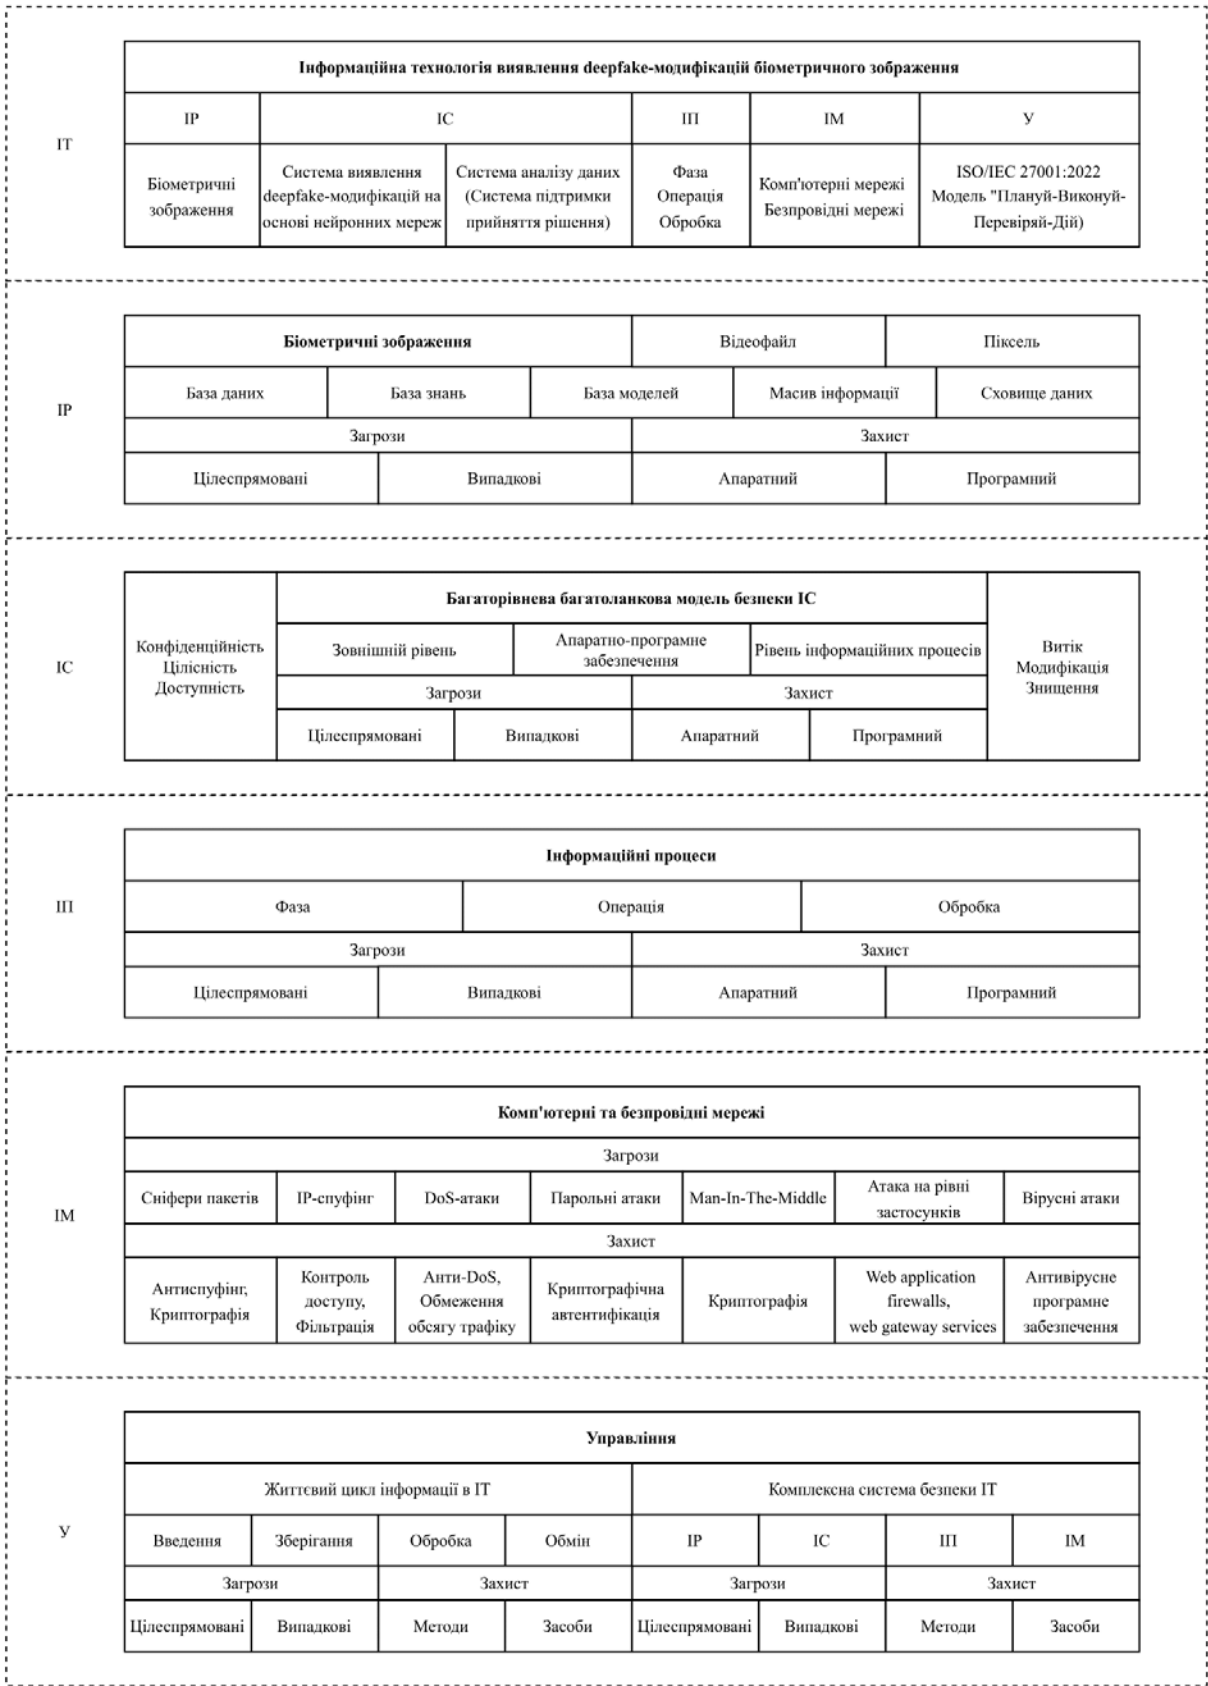 Інформаційна технологія виявлення deepfake-модифікацій біометричного зображення
ІТ
ІР
ІС
ІП
ІМ
У
Біометричні
зображення
Система виявлення
deepfake-модифікацій на
основі нейронних мереж
Система аналізу даних
(Система підтримки
прийняття рішення)
Фаза
Операція
Обробка
Комп'ютерні мережі
Безпровідні мережі
ISO/IEC 27001:2022
Модель "Плануй-Виконуй-
Перевіряй-Дій)
ІР
Біометричні зображення
Відеофайл
Піксель
База даних
База знань
База моделей
Масив інформації
Сховище даних
Загрози
Захист
Цілеспрямовані
Випадкові
Апаратний
Програмний
ІС
Конфіденційність
Цілісність
Доступність
Багаторівнева багатоланкова модель безпеки ІС
Зовнішній рівень
Апаратно-програмне
забезпечення
Рівень інформаційних процесів
Загрози
Захист
Цілеспрямовані
Випадкові
Апаратний
Програмний
Витік
Модифікація
Знищення
ІП
Інформаційні процеси
Фаза
Операція
Обробка
Загрози
Захист
Цілеспрямовані
Випадкові
Апаратний
Програмний
ІМ
Комп'ютерні та безпровідні мережі
Загрози
Сніфери пакетів
IP-спуфінг
DoS-атаки
Парольні атаки
Man-In-The-Middle
Атака на рівні
застосунків
Вірусні атаки
Захист
Антиспуфінг,
Криптографія
Контроль
доступу,
Фільтрація
Анти-DoS,
Обмеження
обсягу трафіку
Криптографічна
автентифікація
Криптографія
Web application
firewalls,
web gateway services
Антивірусне
програмне
забезпечення
У
Управління
Життєвий цикл інформації в ІТ
Комплексна система безпеки ІТ
Введення
Зберігання
Обробка
Обмін
ІР
ІС
ІП
ІМ
Загрози
Захист
Загрози
Захист
Цілеспрямовані
Випадкові
Методи
Засоби
Цілеспрямовані
Випадкові
Методи
Засоби